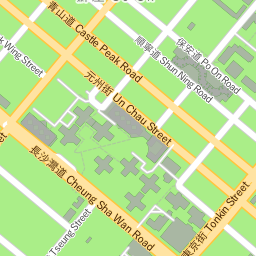 青山道 Castle Peak Road
順寧道 Shun Ning Road
保安道 Po On Road
Wing Street
元州街 Un Chau Street
長沙灣道 Cheung Sha Wan Road
東京街 Tonkin Street
Tseung Street